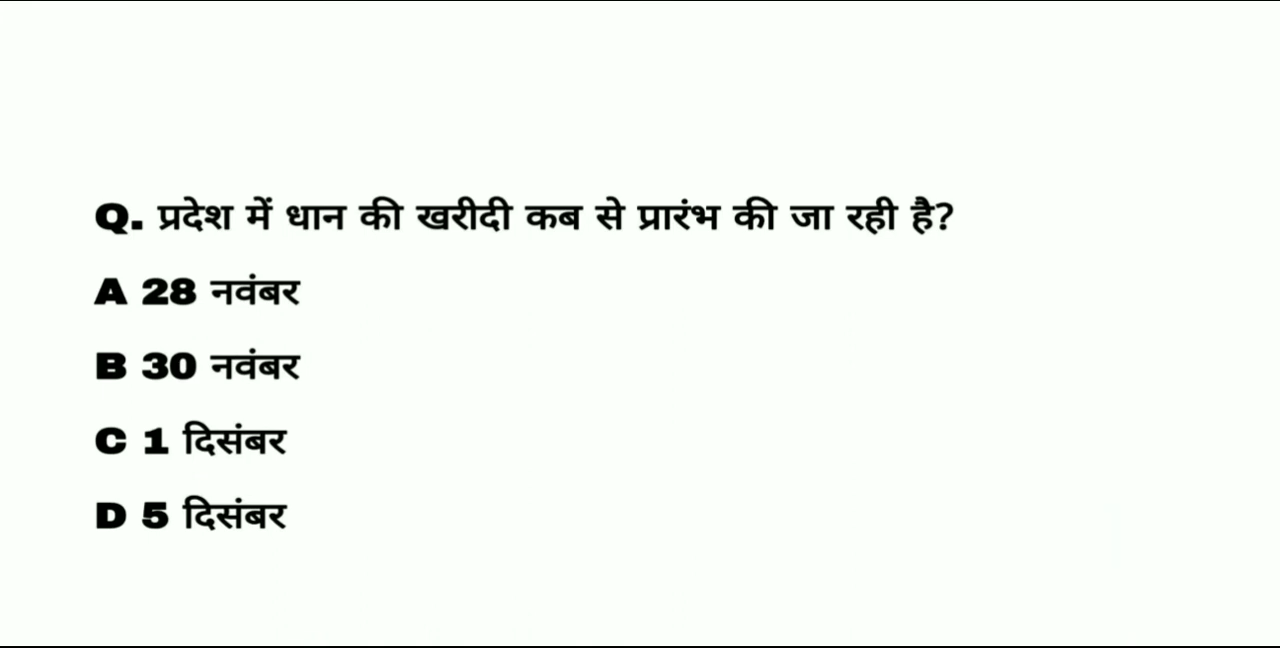 Q. प्रदेश में धान की खरीदी कब से प्रारंभ की जा रही है?
A 28 नवंबर
B 30 नवंबर
C 1 दिसंबर
D 5 दिसंबर